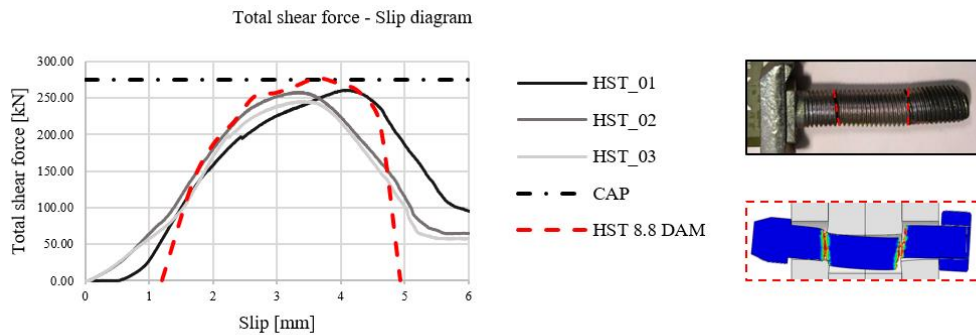 Total shear force - Slip diagram
300.00
250.00
200.00
150.00
100.00
50.00
0.00
Total shear force [kN]
0 1 2 3 4 5 6
Slip [mm]
HST_01
HST_02
HST_03
CAP
HST 8.8 DAM